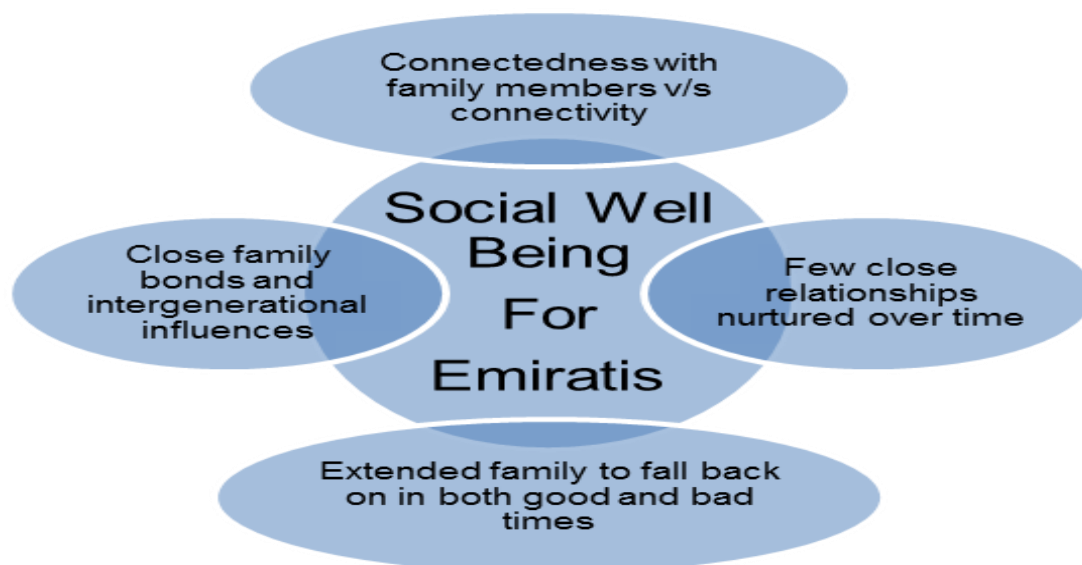 Connectedness with
family members v/s
connectivity
Social Well
Being
For
Emiratis
Close family
bonds and
intergenerational
influences
Few close
relationships
nurtured over time
Extended family to fall back
on in both good and bad
times